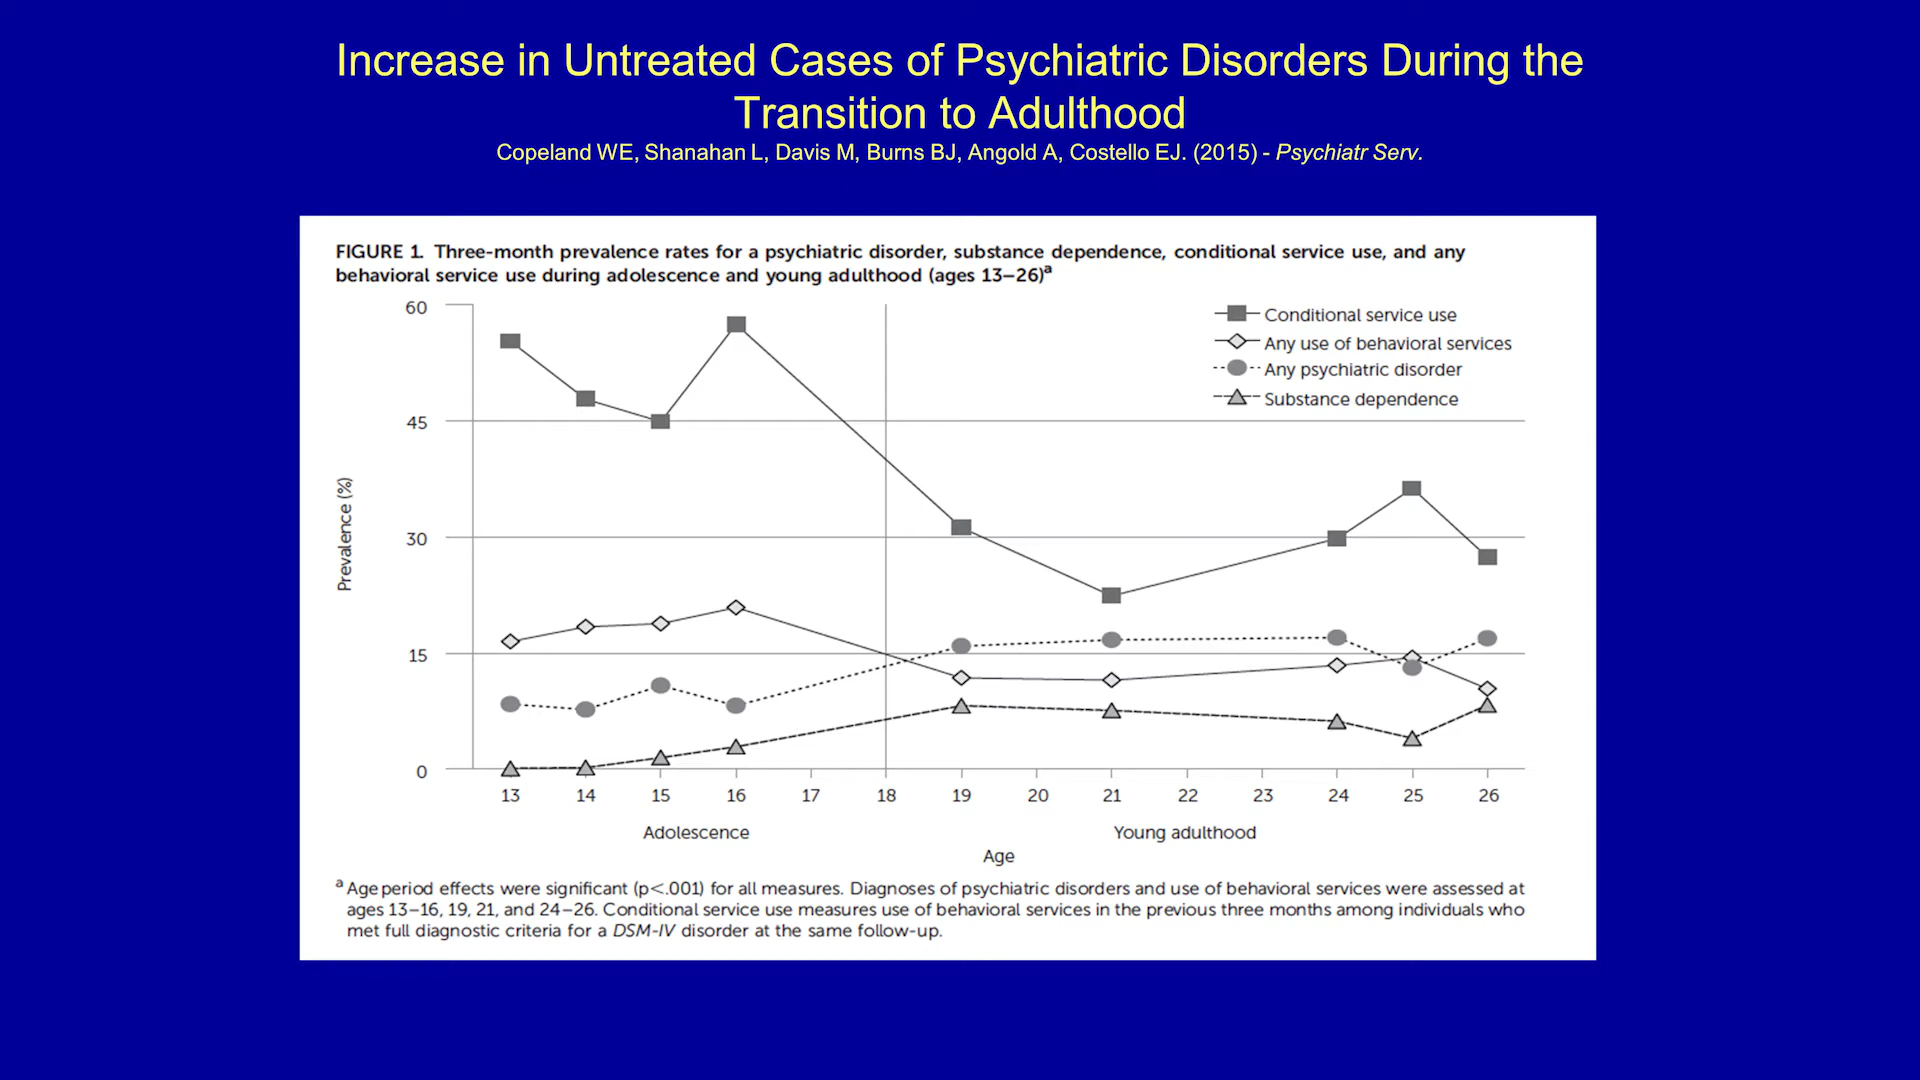 Increase in Untreated Cases of Psychiatric Disorders During the
Transition to Adulthood
Copeland WE, Shanahan L, Davis M, Burns BJ, Angold A, Costello EJ. (2015) - Psychiatr Serv.
FIGURE 1. Three-month prevalence rates for a psychiatric disorder, substance dependence, conditional service use, and any
behavioral service use during adolescence and young adulthood (ages 13–26)a
Conditional service use
Any use of behavioral services
Any psychiatric disorder
Substance dependence
Prevalence (%)
60
45
30
15
0
13 14 15 16 17 18 19 20 21 22 23 24 25 26
Adolescence Young adulthood
Age
a Age period effects were significant (p<.001) for all measures. Diagnoses of psychiatric disorders and use of behavioral services were assessed at
ages 13–16, 19, 21, and 24–26. Conditional service use measures use of behavioral services in the previous three months among individuals who
met full diagnostic criteria for a DSM-IV disorder at the same follow-up.